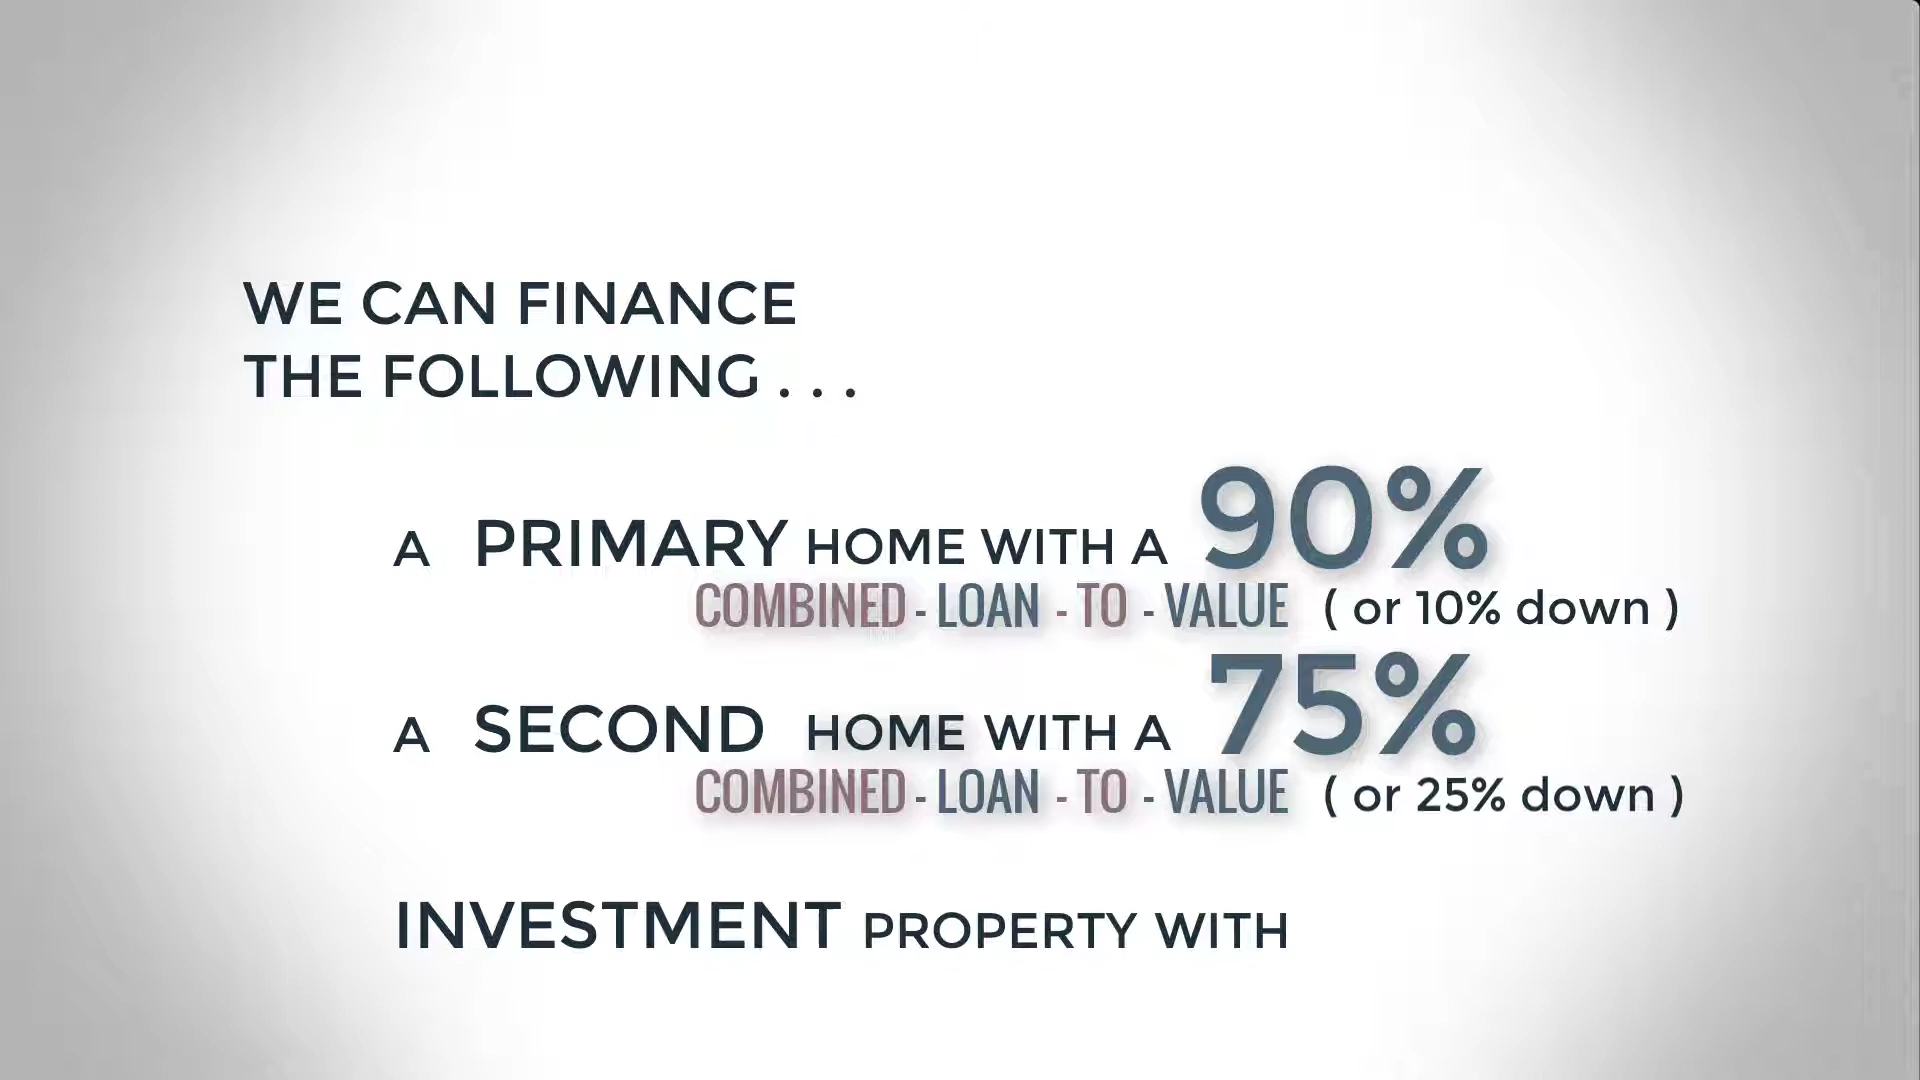 WE CAN FINANCE
THE FOLLOWING . . .
A PRIMARY HOME WITH A 90%
COMBINED - LOAN - TO - VALUE ( or 10% down )
A SECOND HOME WITH A 75%
COMBINED - LOAN - TO - VALUE ( or 25% down )
INVESTMENT PROPERTY WITH